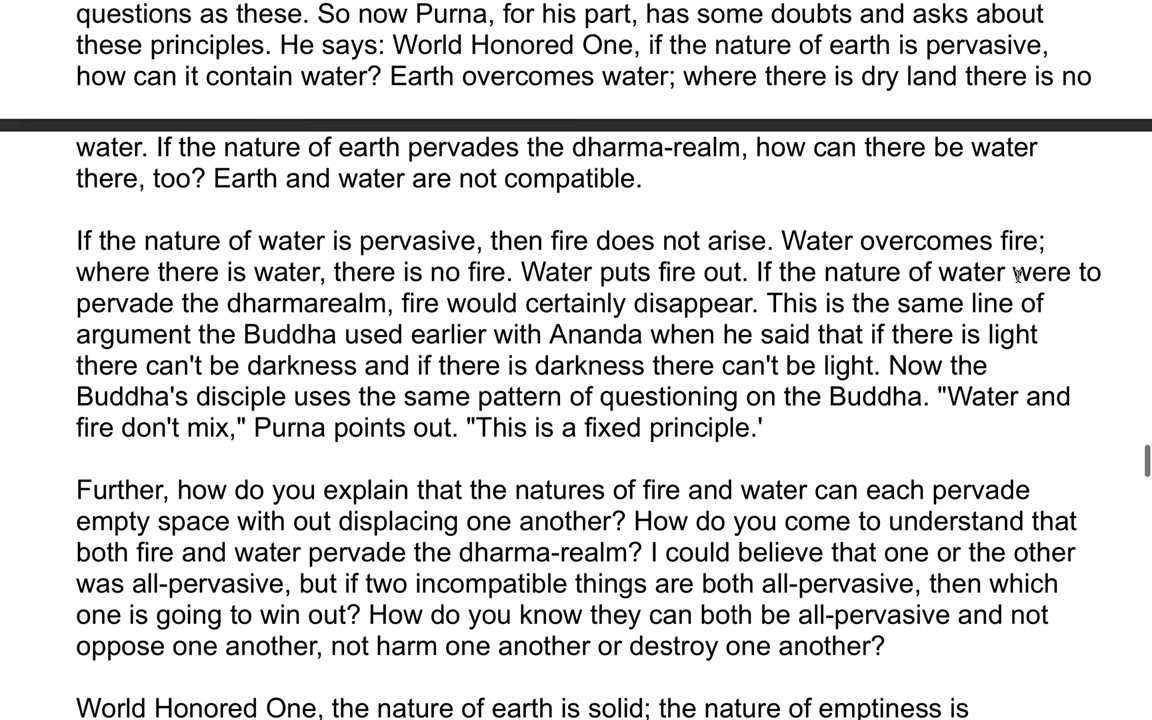 questions as these. So now Purna, for his part, has some doubts and asks about
these principles. He says: World Honored One, if the nature of earth is pervasive,
how can it contain water? Earth overcomes water; where there is dry land there is no
water. If the nature of earth pervades the dharma-realm, how can there be water
there, too? Earth and water are not compatible.
If the nature of water is pervasive, then fire does not arise. Water overcomes fire;
where there is water, there is no fire. Water puts fire out. If the nature of water were to
pervade the dharmarealm, fire would certainly disappear. This is the same line of
argument the Buddha used earlier with Ananda when he said that if there is light
there can't be darkness and if there is darkness there can't be light. Now the
Buddha's disciple uses the same pattern of questioning on the Buddha. "Water and
fire don't mix," Purna points out. "This is a fixed principle.'
Further, how do you explain that the natures of fire and water can each pervade
empty space with out displacing one another? How do you come to understand that
both fire and water pervade the dharma-realm? I could believe that one or the other
was all-pervasive, but if two incompatible things are both all-pervasive, then which
one is going to win out? How do you know they can both be all-pervasive and not
oppose one another, not harm one another or destroy one another?
World Honored One, the nature of earth is solid; the nature of emptiness is